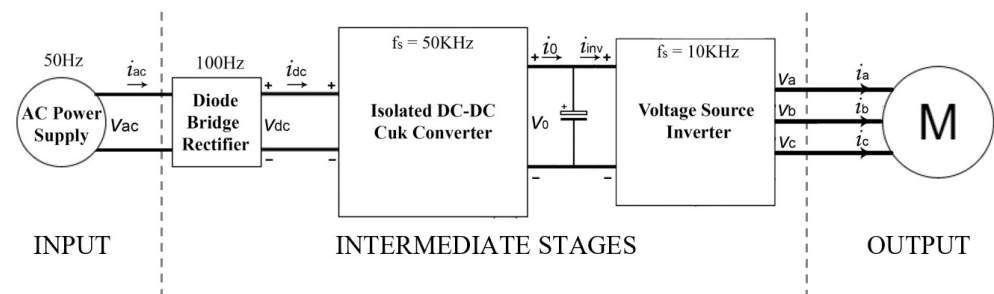 50Hz
AC Power
Supply
iac
Vac
100Hz
Diode
Bridge
Rectifier
idc
+
+
Vdc
−
−
fs = 50KHz
Isolated DC-DC
Cuk Converter
+
i0
iinv
+
+
V0
−
−
fs = 10KHz
Voltage Source
Inverter
Va
ia
Vb
ib
Vc
ic
M
INPUT
INTERMEDIATE STAGES
OUTPUT